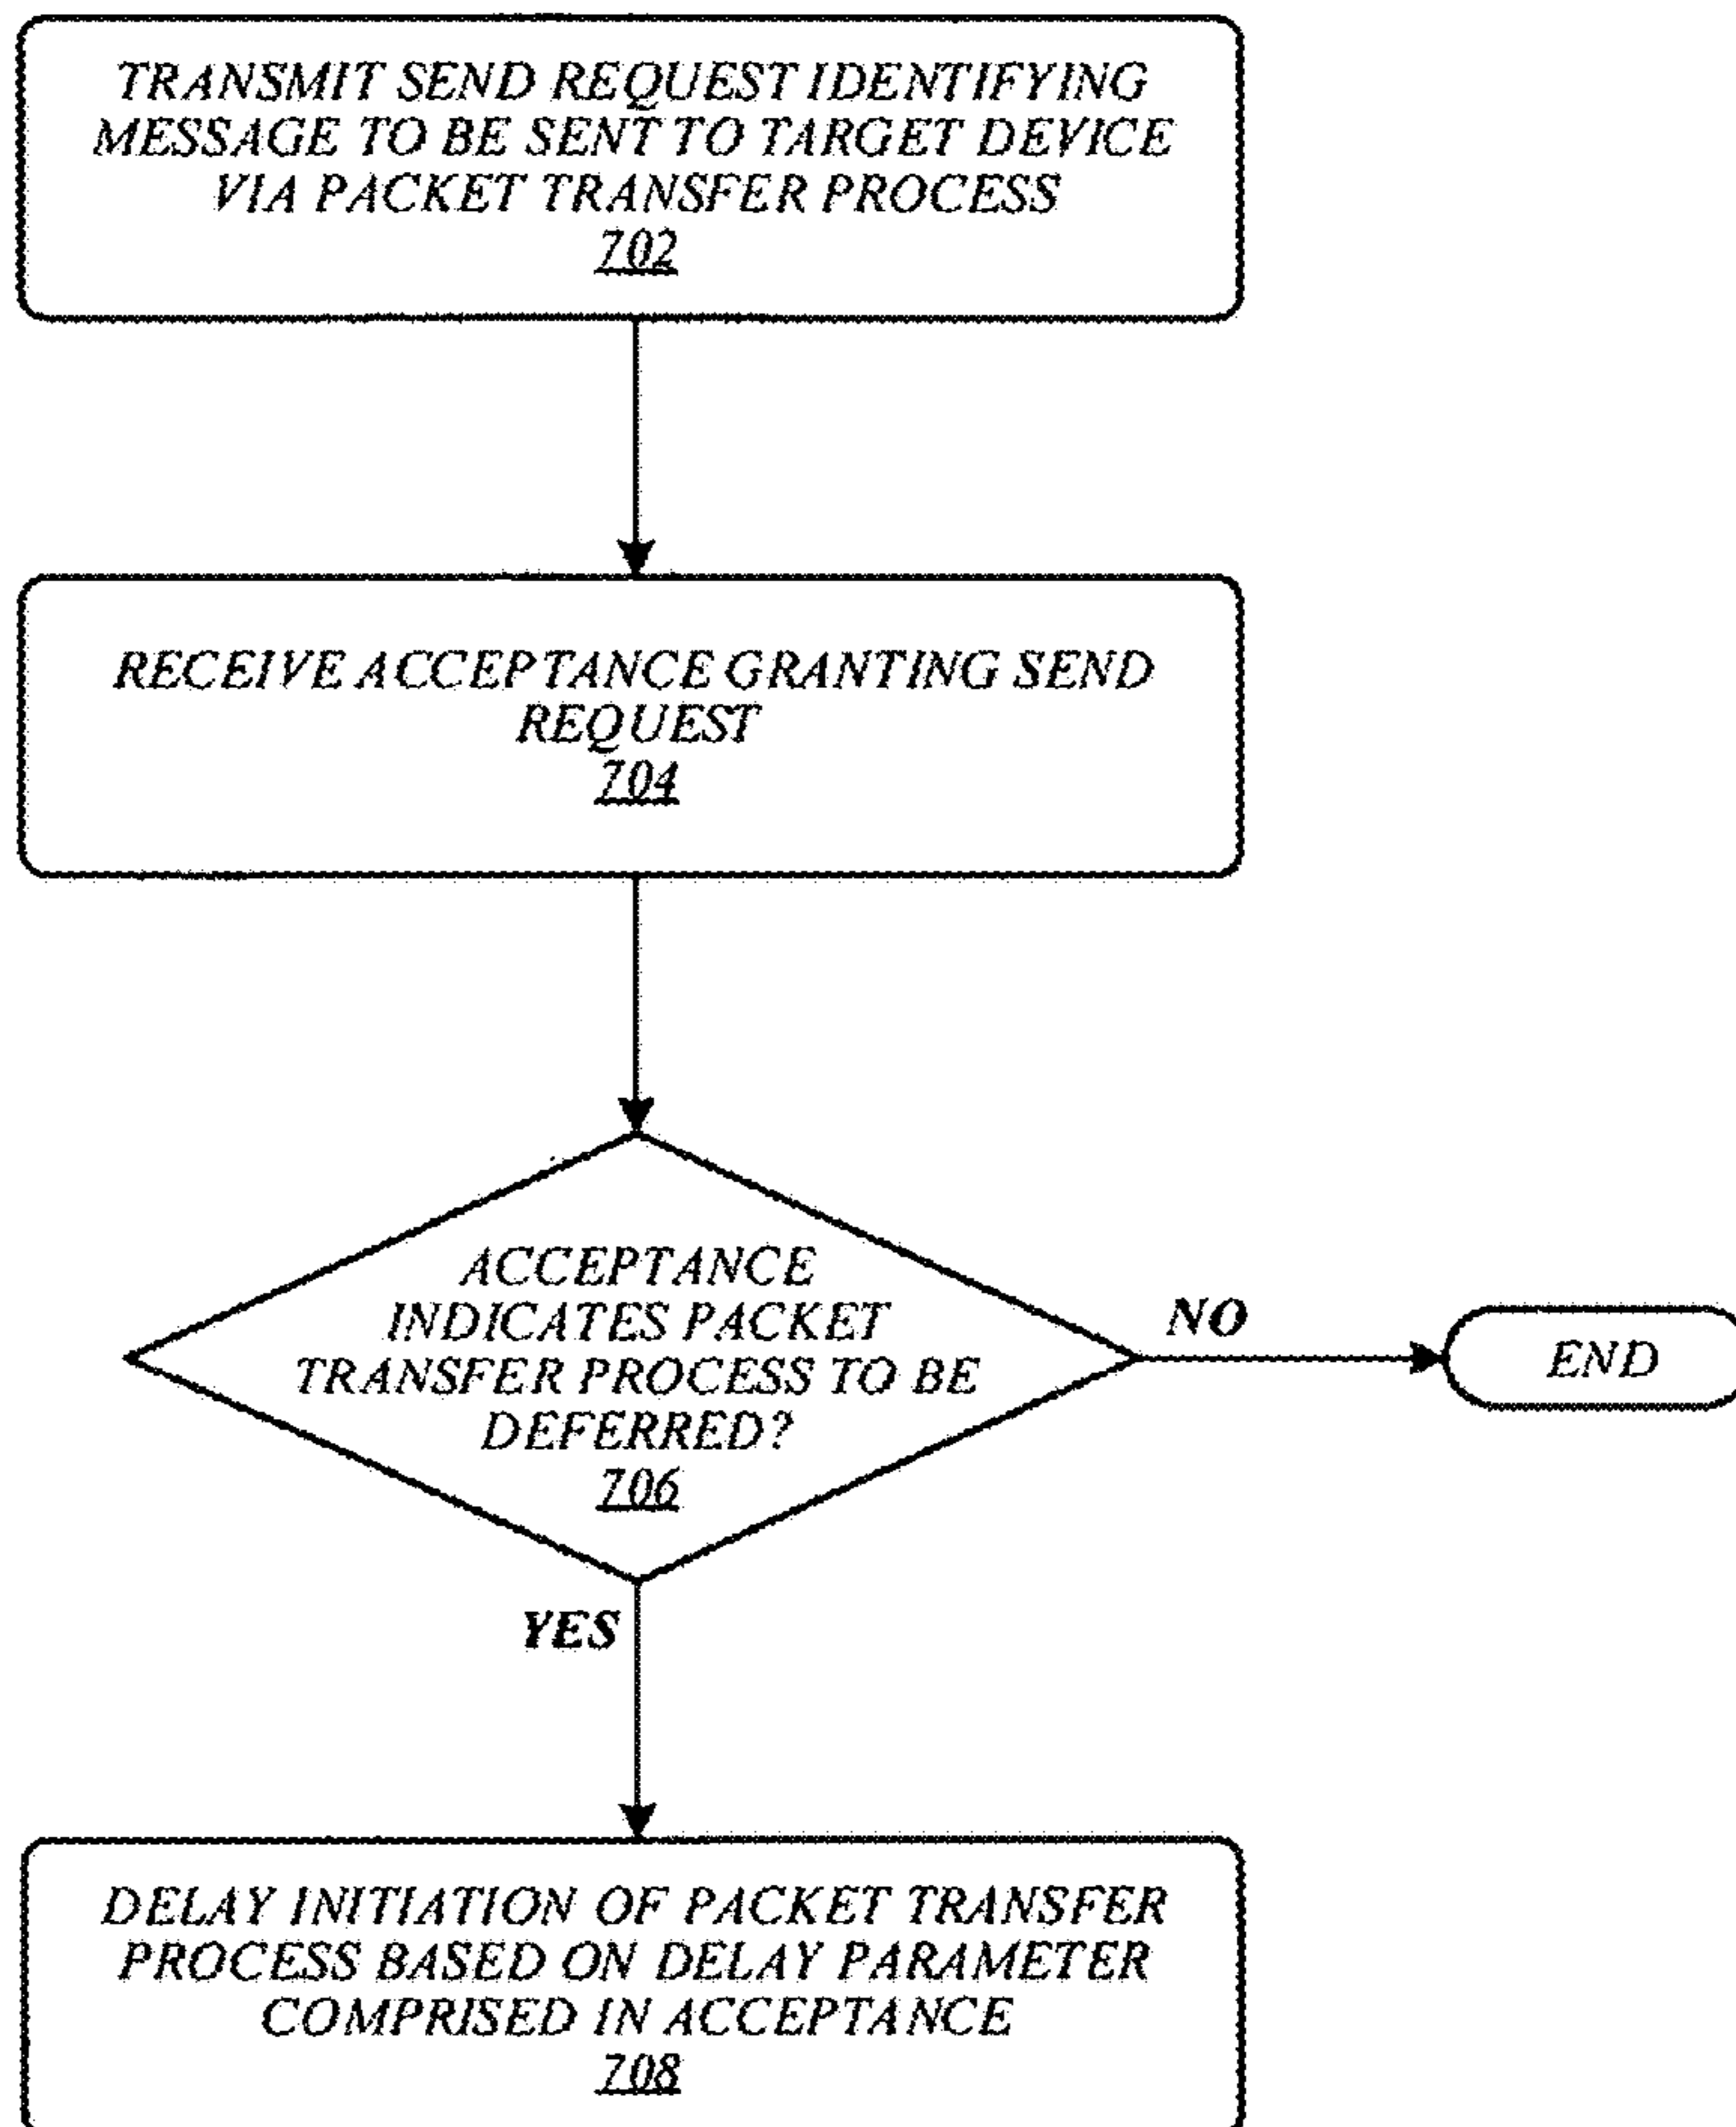 TRANSMIT SEND REQUEST IDENTIFYING
MESSAGE TO BE SENT TO TARGET DEVICE
VIA PACKET TRANSFER PROCESS
702
RECEIVE ACCEPTANCE GRANTING SEND
REQUEST
704
ACCEPTANCE
INDICATES PACKET
TRANSFER PROCESS TO BE
DEFERRED?
706
NO
END
YES
DELAY INITIATION OF PACKET TRANSFER
PROCESS BASED ON DELAY PARAMETER
COMPRISED IN ACCEPTANCE
708